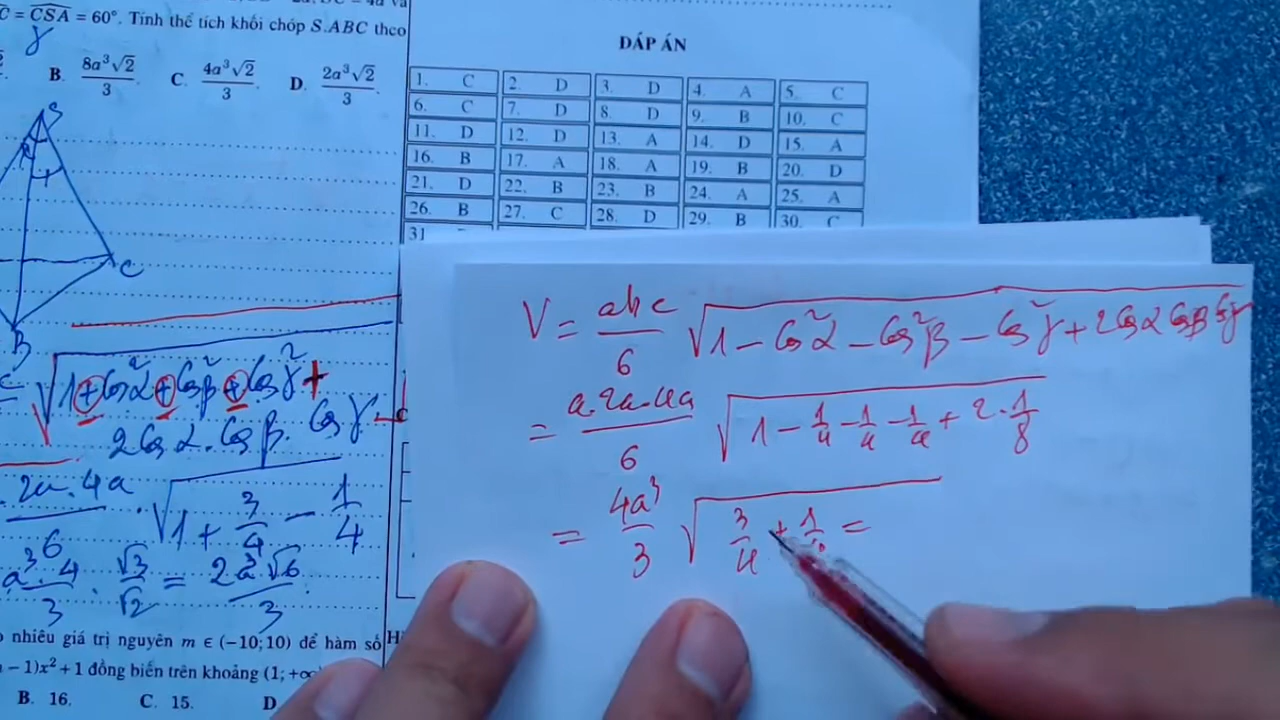 C = CSA = 60°. Tính thể tích khối chóp S.ABC theo
γ
B. 8a³√2/3. C. 4a³√2/3. D. 2a³√2/3.
S
C
B
√1+cos²α+cos²β+cos²γ+
2cosα.cosβ.cosγ
2a.4a/6 . √1+3/4-1/4
a³.4/3 . √3/√2 = 2a³√6/3
nhiêu giá trị nguyên m ∈ (−10;10) để hàm số
− 1)x² + 1 đồng biến trên khoảng (1; +∞
B. 16. C. 15. D
ĐÁP ÁN
1. C 2. D 3. D 4. A 5. C
6. C 7. D 8. D 9. B 10. C
11. D 12. D 13. A 14. D 15. A
16. B 17. A 18. A 19. B 20. D
21. D 22. B 23. B 24. A 25. A
26. B 27. C 28. D 29. B 30. C
31
V = abc/6 √1-cos²α-cos²β-cos²γ+2cosα cosβ cosγ
= a.2a.4a/6 √1-1/4-1/4-1/4+2.1/8
= 4a³/3 √3/4 + 1/ =